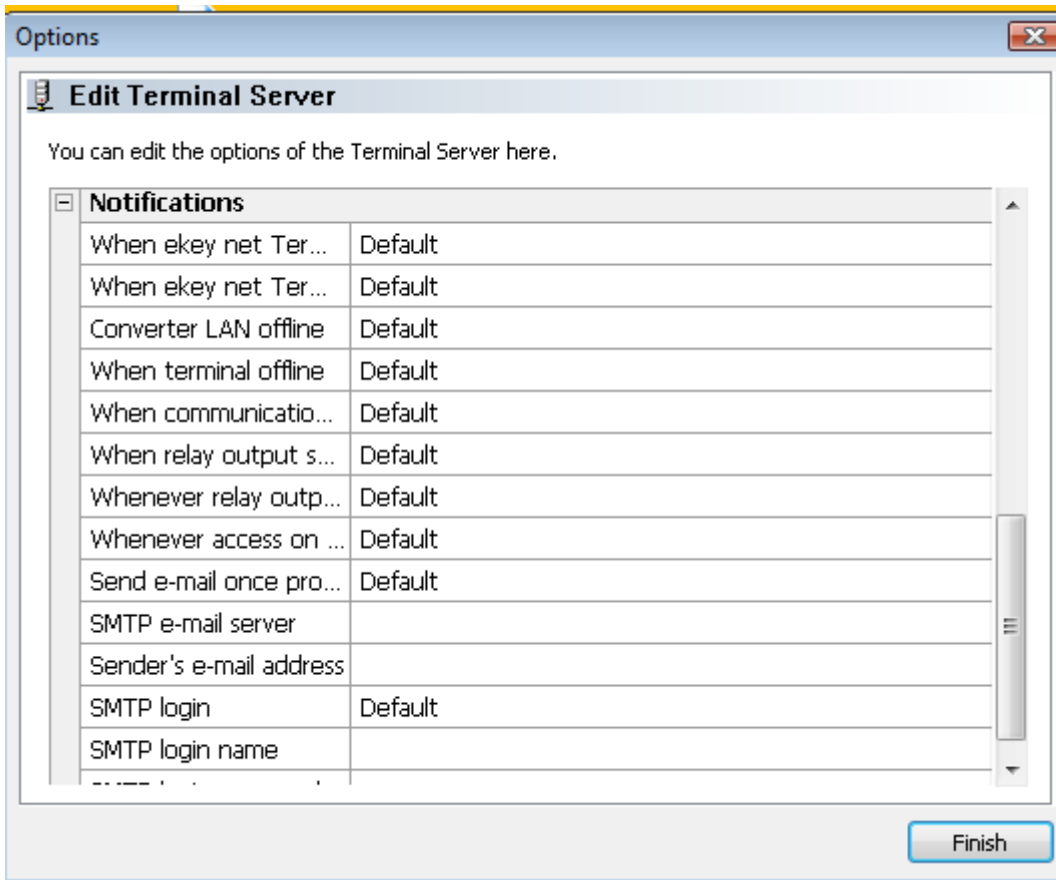 Options
Edit Terminal Server
You can edit the options of the Terminal Server here.
Notifications
When ekey net Ter... Default
When ekey net Ter... Default
Converter LAN offline Default
When terminal offline Default
When communicatio... Default
When relay output s... Default
Whenever relay outp... Default
Whenever access on ... Default
Send e-mail once pro... Default
SMTP e-mail server
Sender's e-mail address
SMTP login Default
SMTP login name
Finish